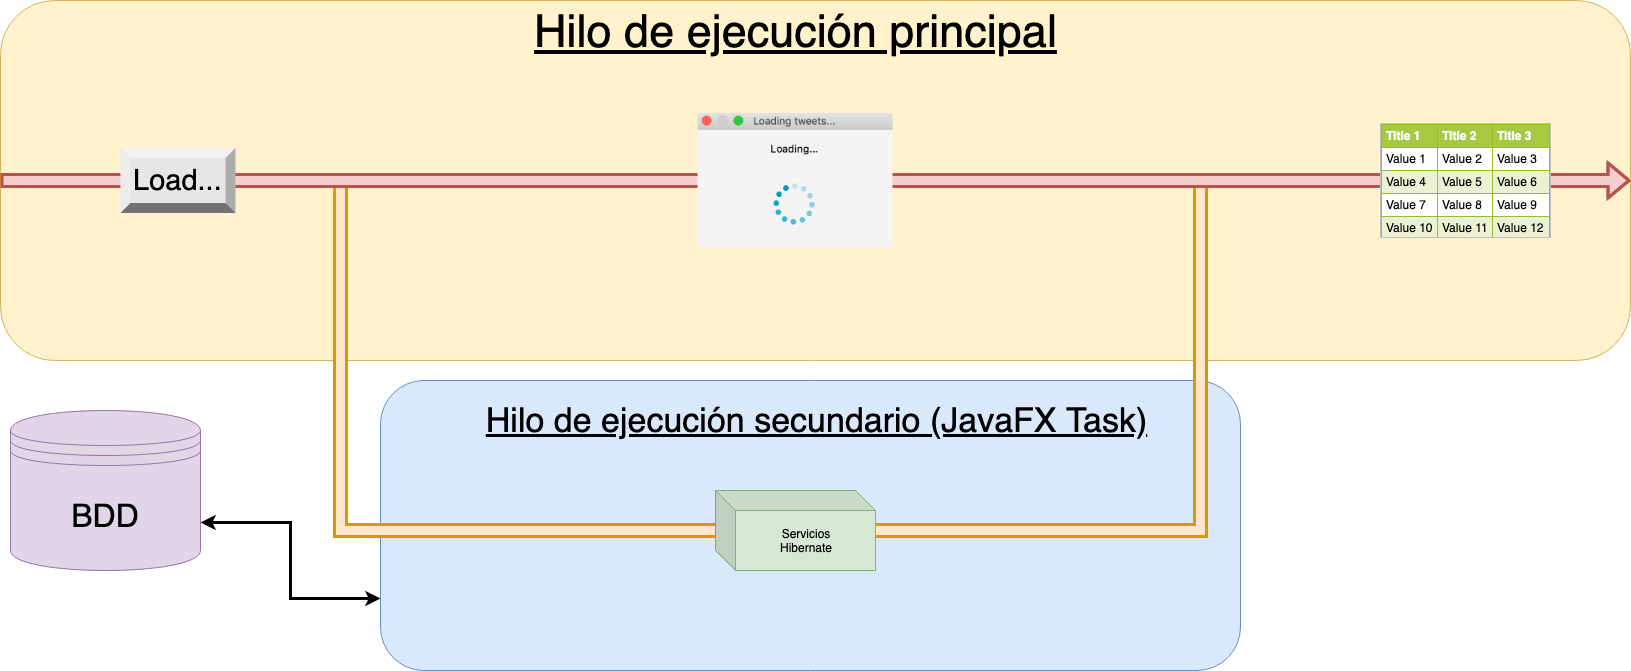 Hilo de ejecución principal
Loading tweets...
Loading...
Load...
Title 1 Title 2 Title 3
Value 1 Value 2 Value 3
Value 4 Value 5 Value 6
Value 7 Value 8 Value 9
Value 10 Value 11 Value 12
Hilo de ejecución secundario (JavaFX Task)
BDD
Servicios
Hibernate